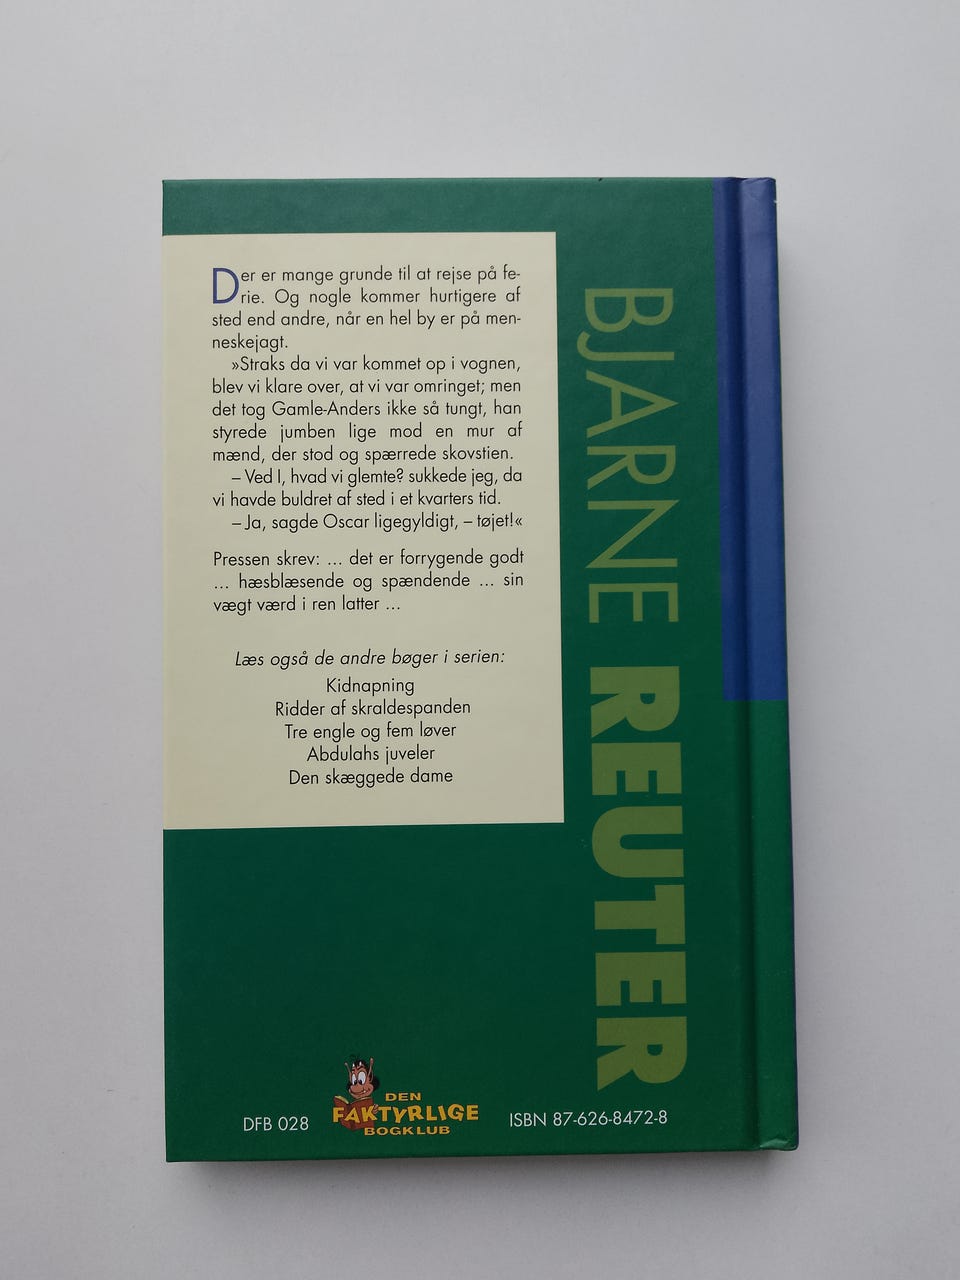 Der er mange grunde til at rejse på fe-
rie. Og nogle kommer hurtigere af
sted end andre, når en hel by er på men-
neskejagt.
»Straks da vi var kommet op i vognen,
blev vi klare over, at vi var omringet; men
det tog Gamle-Anders ikke så tungt, han
styrede jumben lige mod en mur af
mænd, der stod og spærrede skovstien.
– Ved I, hvad vi glemte? sukkede jeg, da
vi havde buldret af sted i et kvarters tid.
– Ja, sagde Oscar ligegyldigt, – tøjet!«
Pressen skrev: ... det er forrygende godt
... hæsblæsende og spændende ... sin
vægt værd i ren latter ...
Læs også de andre bøger i serien:
Kidnapning
Ridder af skraldespanden
Tre engle og fem løver
Abdulahs juveler
Den skæggede dame
BJARNE REUTER
DFB 028
DEN
FAKTYRLIGE
BOGKLUB
ISBN 87-626-8472-8